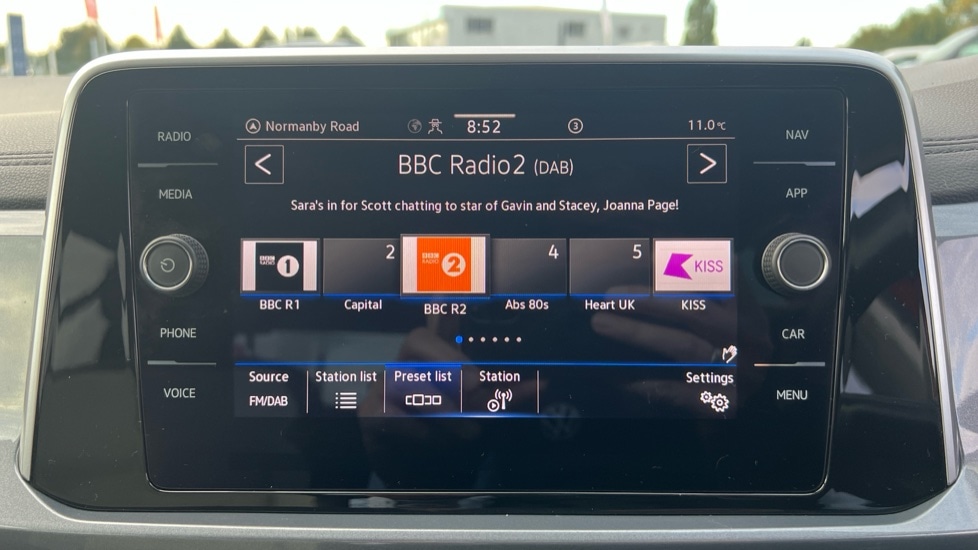 RADIO
MEDIA
PHONE
VOICE
Normanby Road
8:52
3
11.0°C
BBC Radio2 (DAB)
Sara's in for Scott chatting to star of Gavin and Stacey, Joanna Page!
BBC RADIO 1
2
BBC RADIO 2
4
5
KISS
BBC R1
Capital
BBC R2
Abs 80s
Heart UK
KISS
Source
Station list
Preset list
Station
Settings
FM/DAB
NAV
APP
CAR
MENU